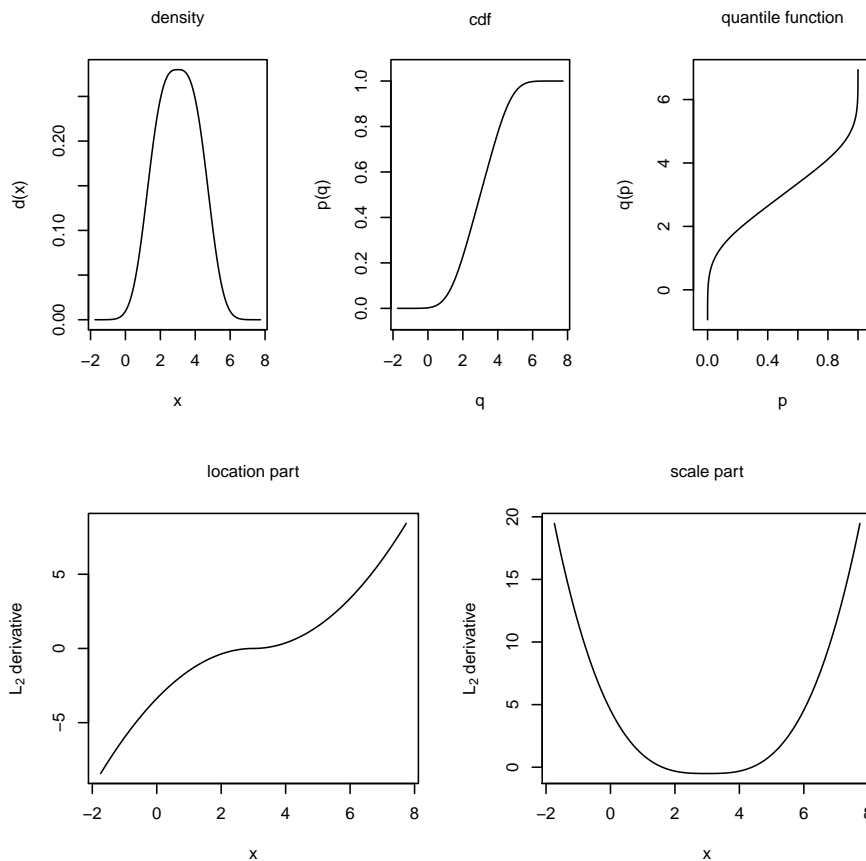 density
d(x)
0.00 0.10 0.20
−2 0 2 4 6 8
x
cdf
p(q)
0.0 0.2 0.4 0.6 0.8 1.0
−2 0 2 4 6 8
q
quantile function
q(p)
0 2 4 6
0.0 0.4 0.8
p
location part
L2 derivative
−5 0 5
−2 0 2 4 6 8
x
scale part
L2 derivative
0 5 10 15 20
−2 0 2 4 6 8
x